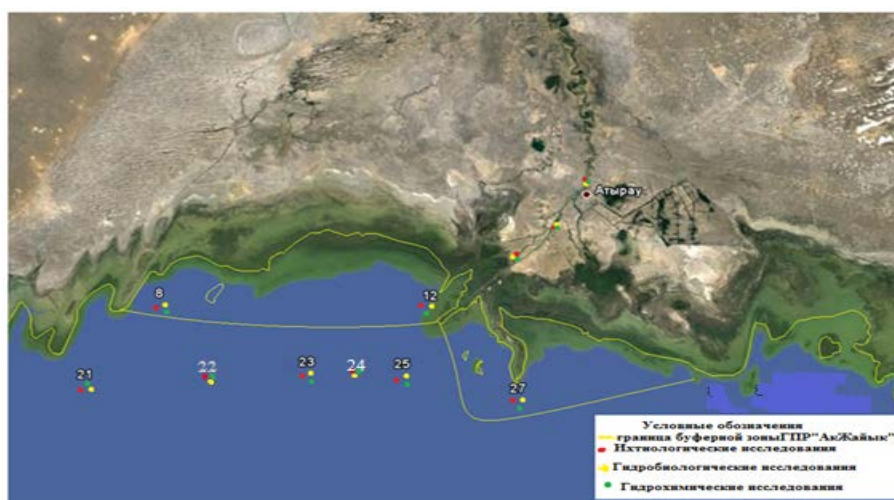 Атырау
8
12
21
22
23
24
25
27
Условные обозначения
граница буферной зоныГПР"АкЖайык"
Ихтиологические исследования
Гидробиологические исследования
Гидрохимические исследования